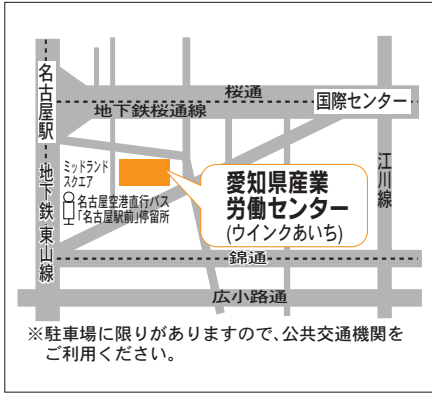 桜通
地下鉄桜通線
国際センター
名古屋駅
地下鉄 東山線
ミッドランド
スクエア
名古屋空港直行バス
「名古屋駅前」停留所
愛知県産業
労働センター
(ウインクあいち)
江川線
錦通
広小路通
※駐車場に限りがありますので、公共交通機関を
ご利用ください。